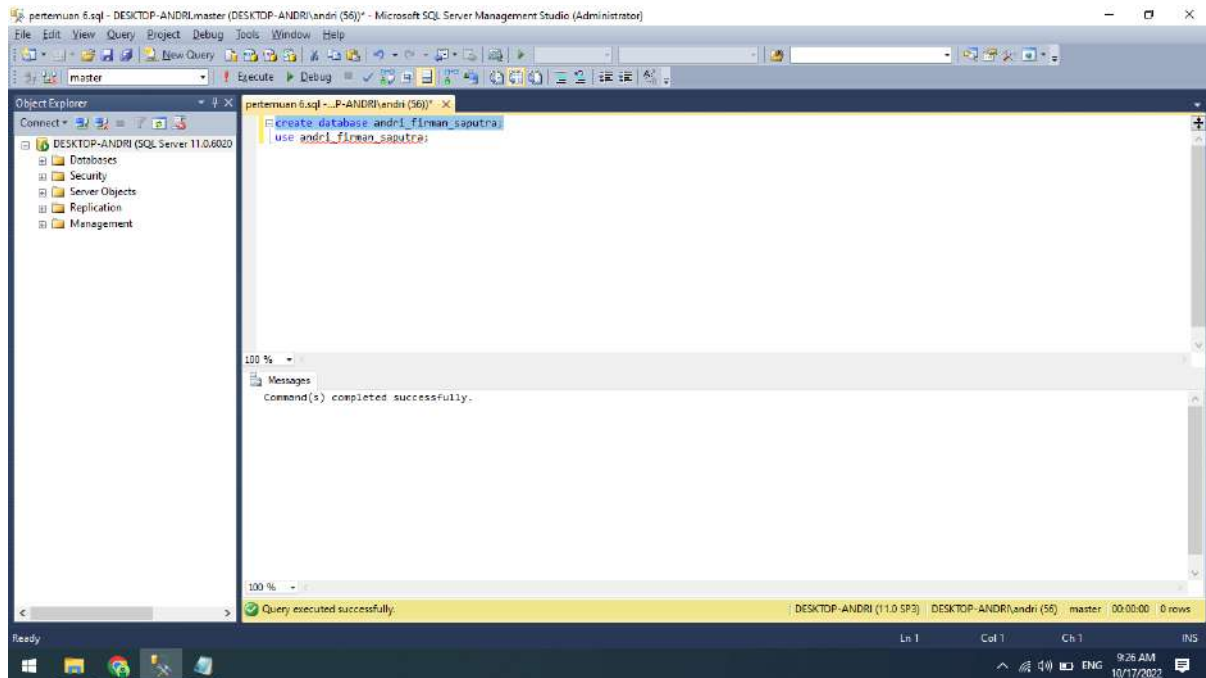 pertemuan 6.sql - DESKTOP-ANDRI.master (DESKTOP-ANDRI\andri (56))* - Microsoft SQL Server Management Studio (Administrator)
File Edit View Query Project Debug Tools Window Help
New Query
master Execute Debug
Object Explorer
pertemuan 6.sql -...P-ANDRI\andri (56))*
Connect
DESKTOP-ANDRI (SQL Server 11.0.6020
Databases
Security
Server Objects
Replication
Management
create database andri_firman_saputra;
use andri_firman_saputra;
100 %
Messages
Command(s) completed successfully.
100 %
Query executed successfully. DESKTOP-ANDRI (11.0 SP3) DESKTOP-ANDRI\andri (56) master 00:00:00 0 rows
Ready Ln 1 Col 1 Ch 1 INS
ENG 9:26 AM
10/17/2022